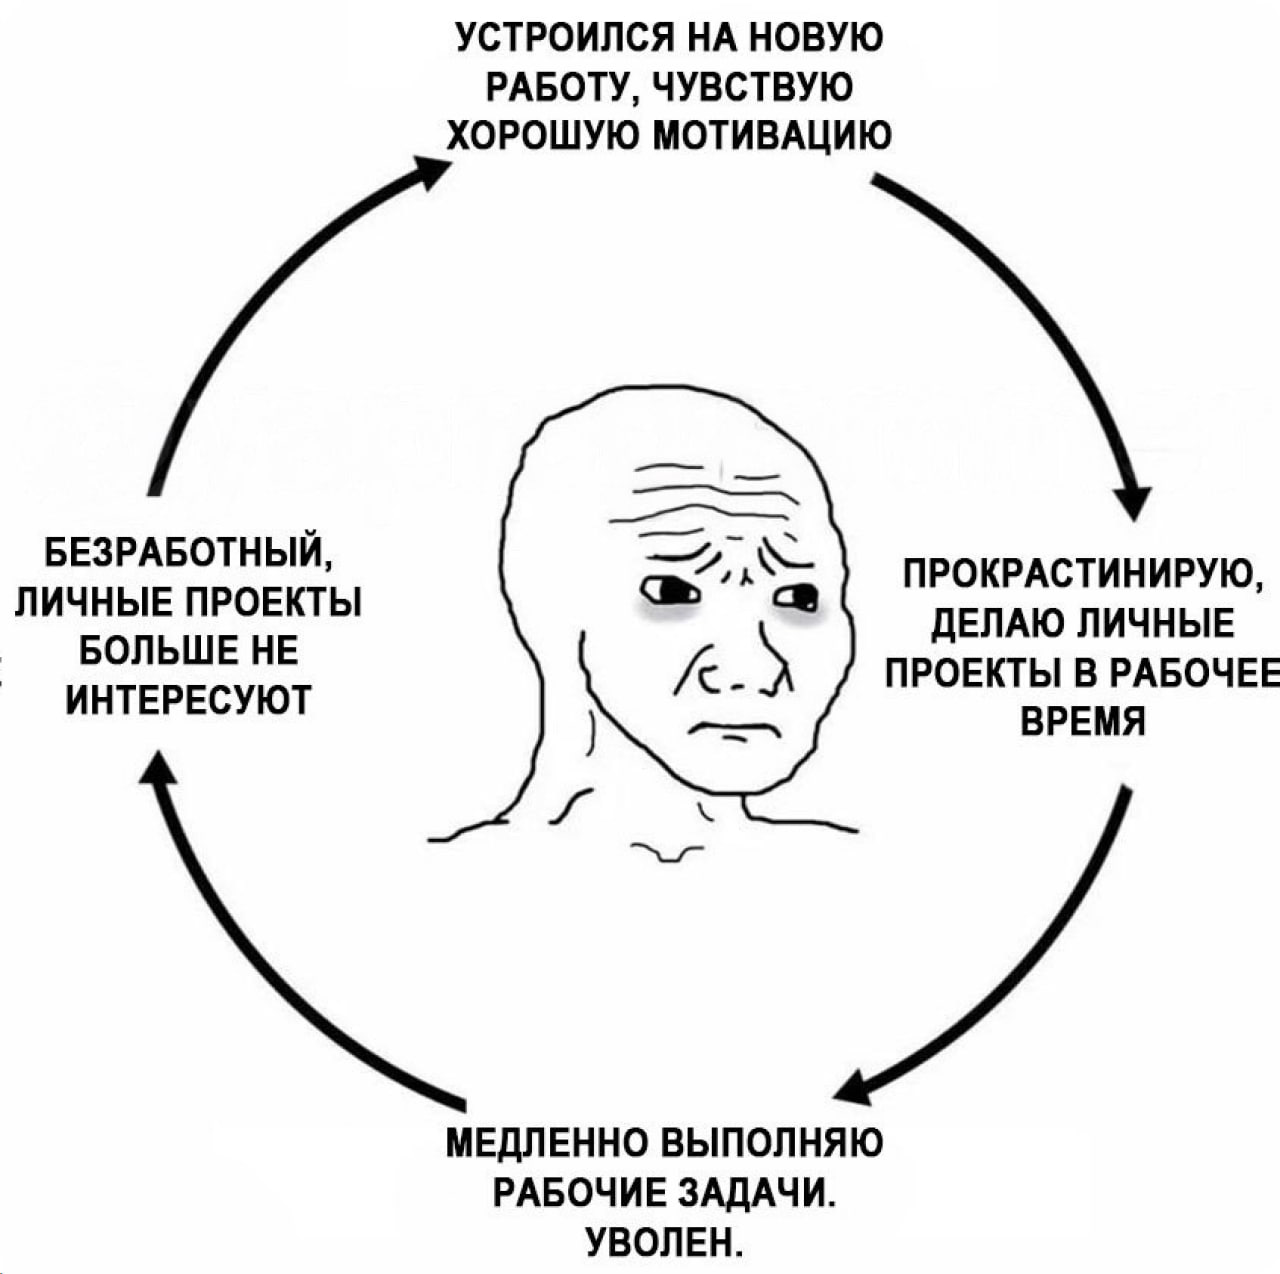 УСТРОИЛСЯ НА НОВУЮ
РАБОТУ, ЧУВСТВУЮ
ХОРОШУЮ МОТИВАЦИЮ
ПРОКРАСТИНИРУЮ,
ДЕЛАЮ ЛИЧНЫЕ
ПРОЕКТЫ В РАБОЧЕЕ
ВРЕМЯ
МЕДЛЕННО ВЫПОЛНЯЮ
РАБОЧИЕ ЗАДАЧИ.
УВОЛЕН.
БЕЗРАБОТНЫЙ,
ЛИЧНЫЕ ПРОЕКТЫ
БОЛЬШЕ НЕ
ИНТЕРЕСУЮТ